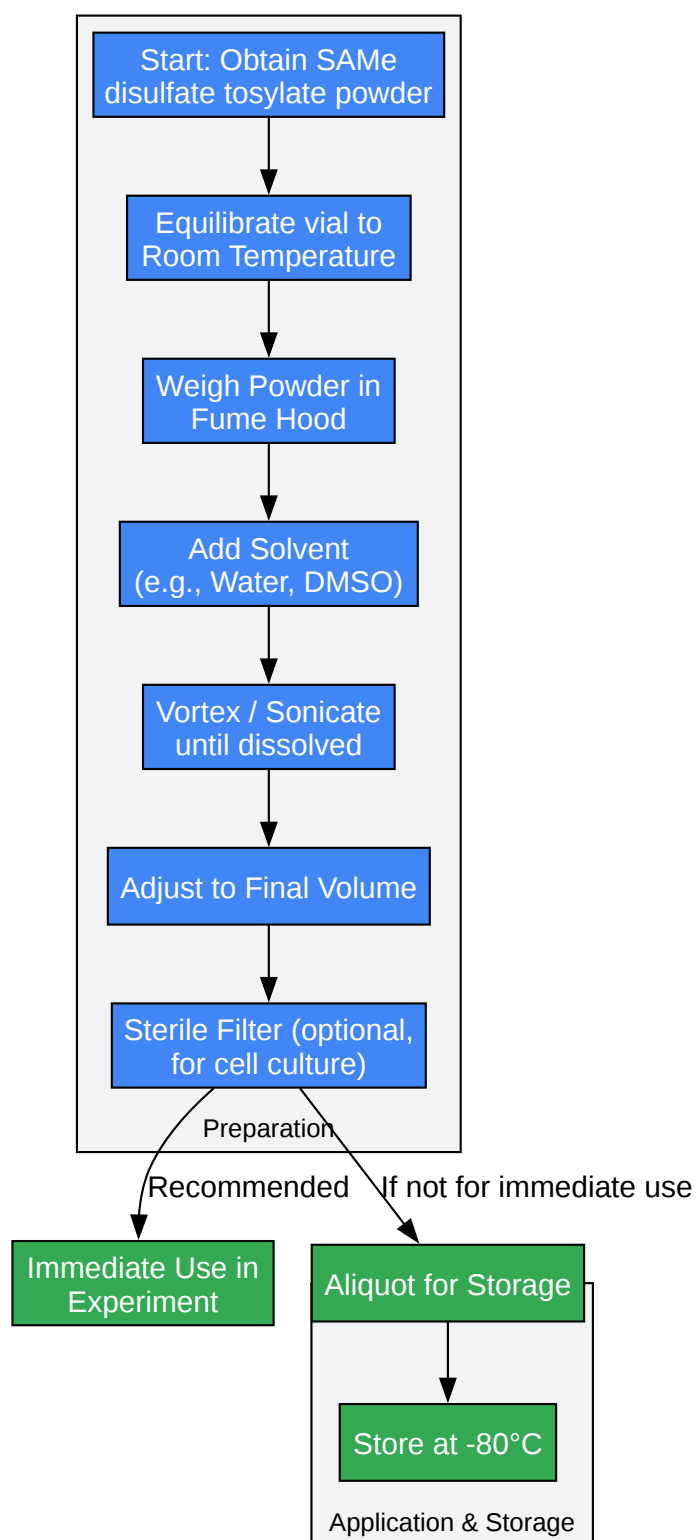 Start: Obtain SAMe
disulfate tosylate powder
Equilibrate vial to
Room Temperature
Weigh Powder in
Fume Hood
Add Solvent
(e.g., Water, DMSO)
Vortex / Sonicate
until dissolved
Adjust to Final Volume
Sterile Filter (optional,
for cell culture)
Preparation
Recommended
If not for immediate use
Immediate Use in
Experiment
Aliquot for Storage
Store at -80°C
Application & Storage